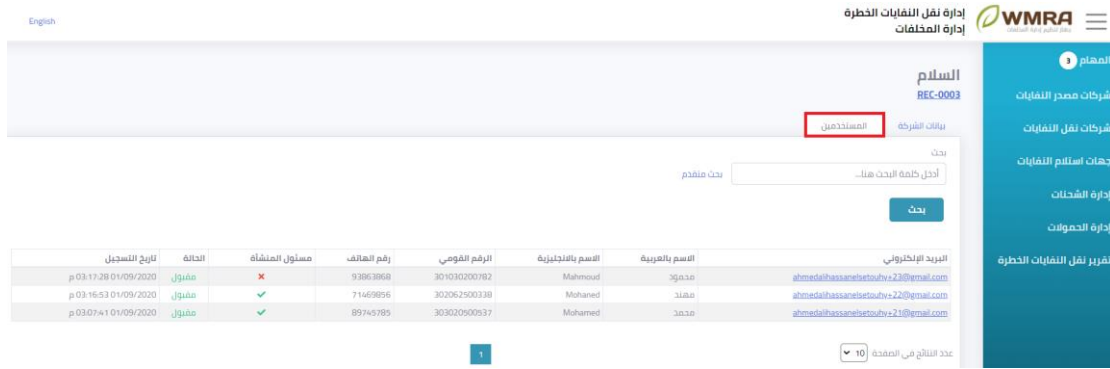 WMRA
إدارة نقل النفايات الخطرة
إدارة المخلفات
English
المهام 3
شركات مصدر النفايات
شركات نقل النفايات
جهات استلام النفايات
إدارة الشحنات
إدارة الحمولات
تقرير نقل النفايات الخطرة
السلام
REC-0003
بيانات الشركة المستخدمين
بحث
أدخل كلمة البحث هنا... بحث متقدم
بحث
البريد الإلكتروني الاسم بالعربية الاسم بالانجليزية الرقم القومي رقم الهاتف مسئول المنشأة الحالة تاريخ التسجيل
ahmedalihassanelsetouhy+23@gmail.com محمود Mahmoud 301030200782 93863868 مقبول 01/09/2020 03:17:28 م
ahmedalihassanelsetouhy+22@gmail.com مهند Mohaned 302062500338 71469856 مقبول 01/09/2020 03:16:53 م
ahmedalihassanelsetouhy+21@gmail.com محمد Mohamed 303020500537 89745785 مقبول 01/09/2020 03:07:41 م
عدد النتائج في الصفحة 10
1